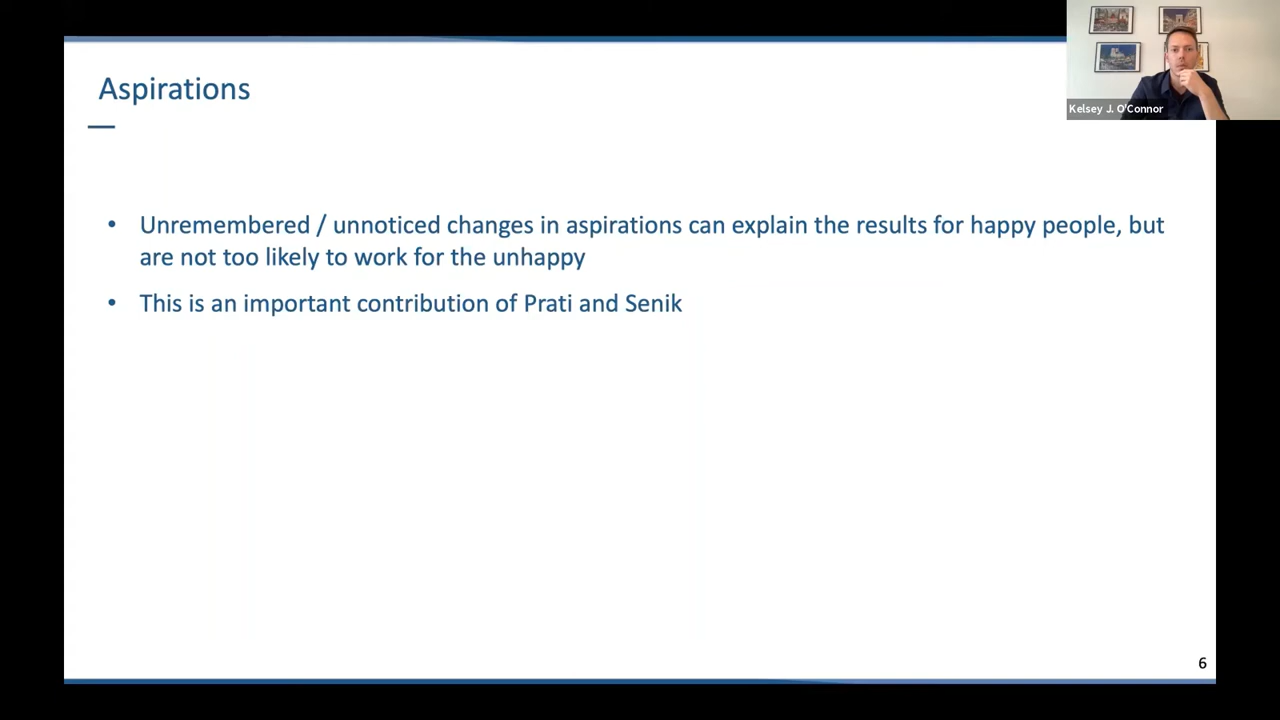 Aspirations
Kelsey J. O'Connor
• Unremembered / unnoticed changes in aspirations can explain the results for happy people, but
are not too likely to work for the unhappy
• This is an important contribution of Prati and Senik
6